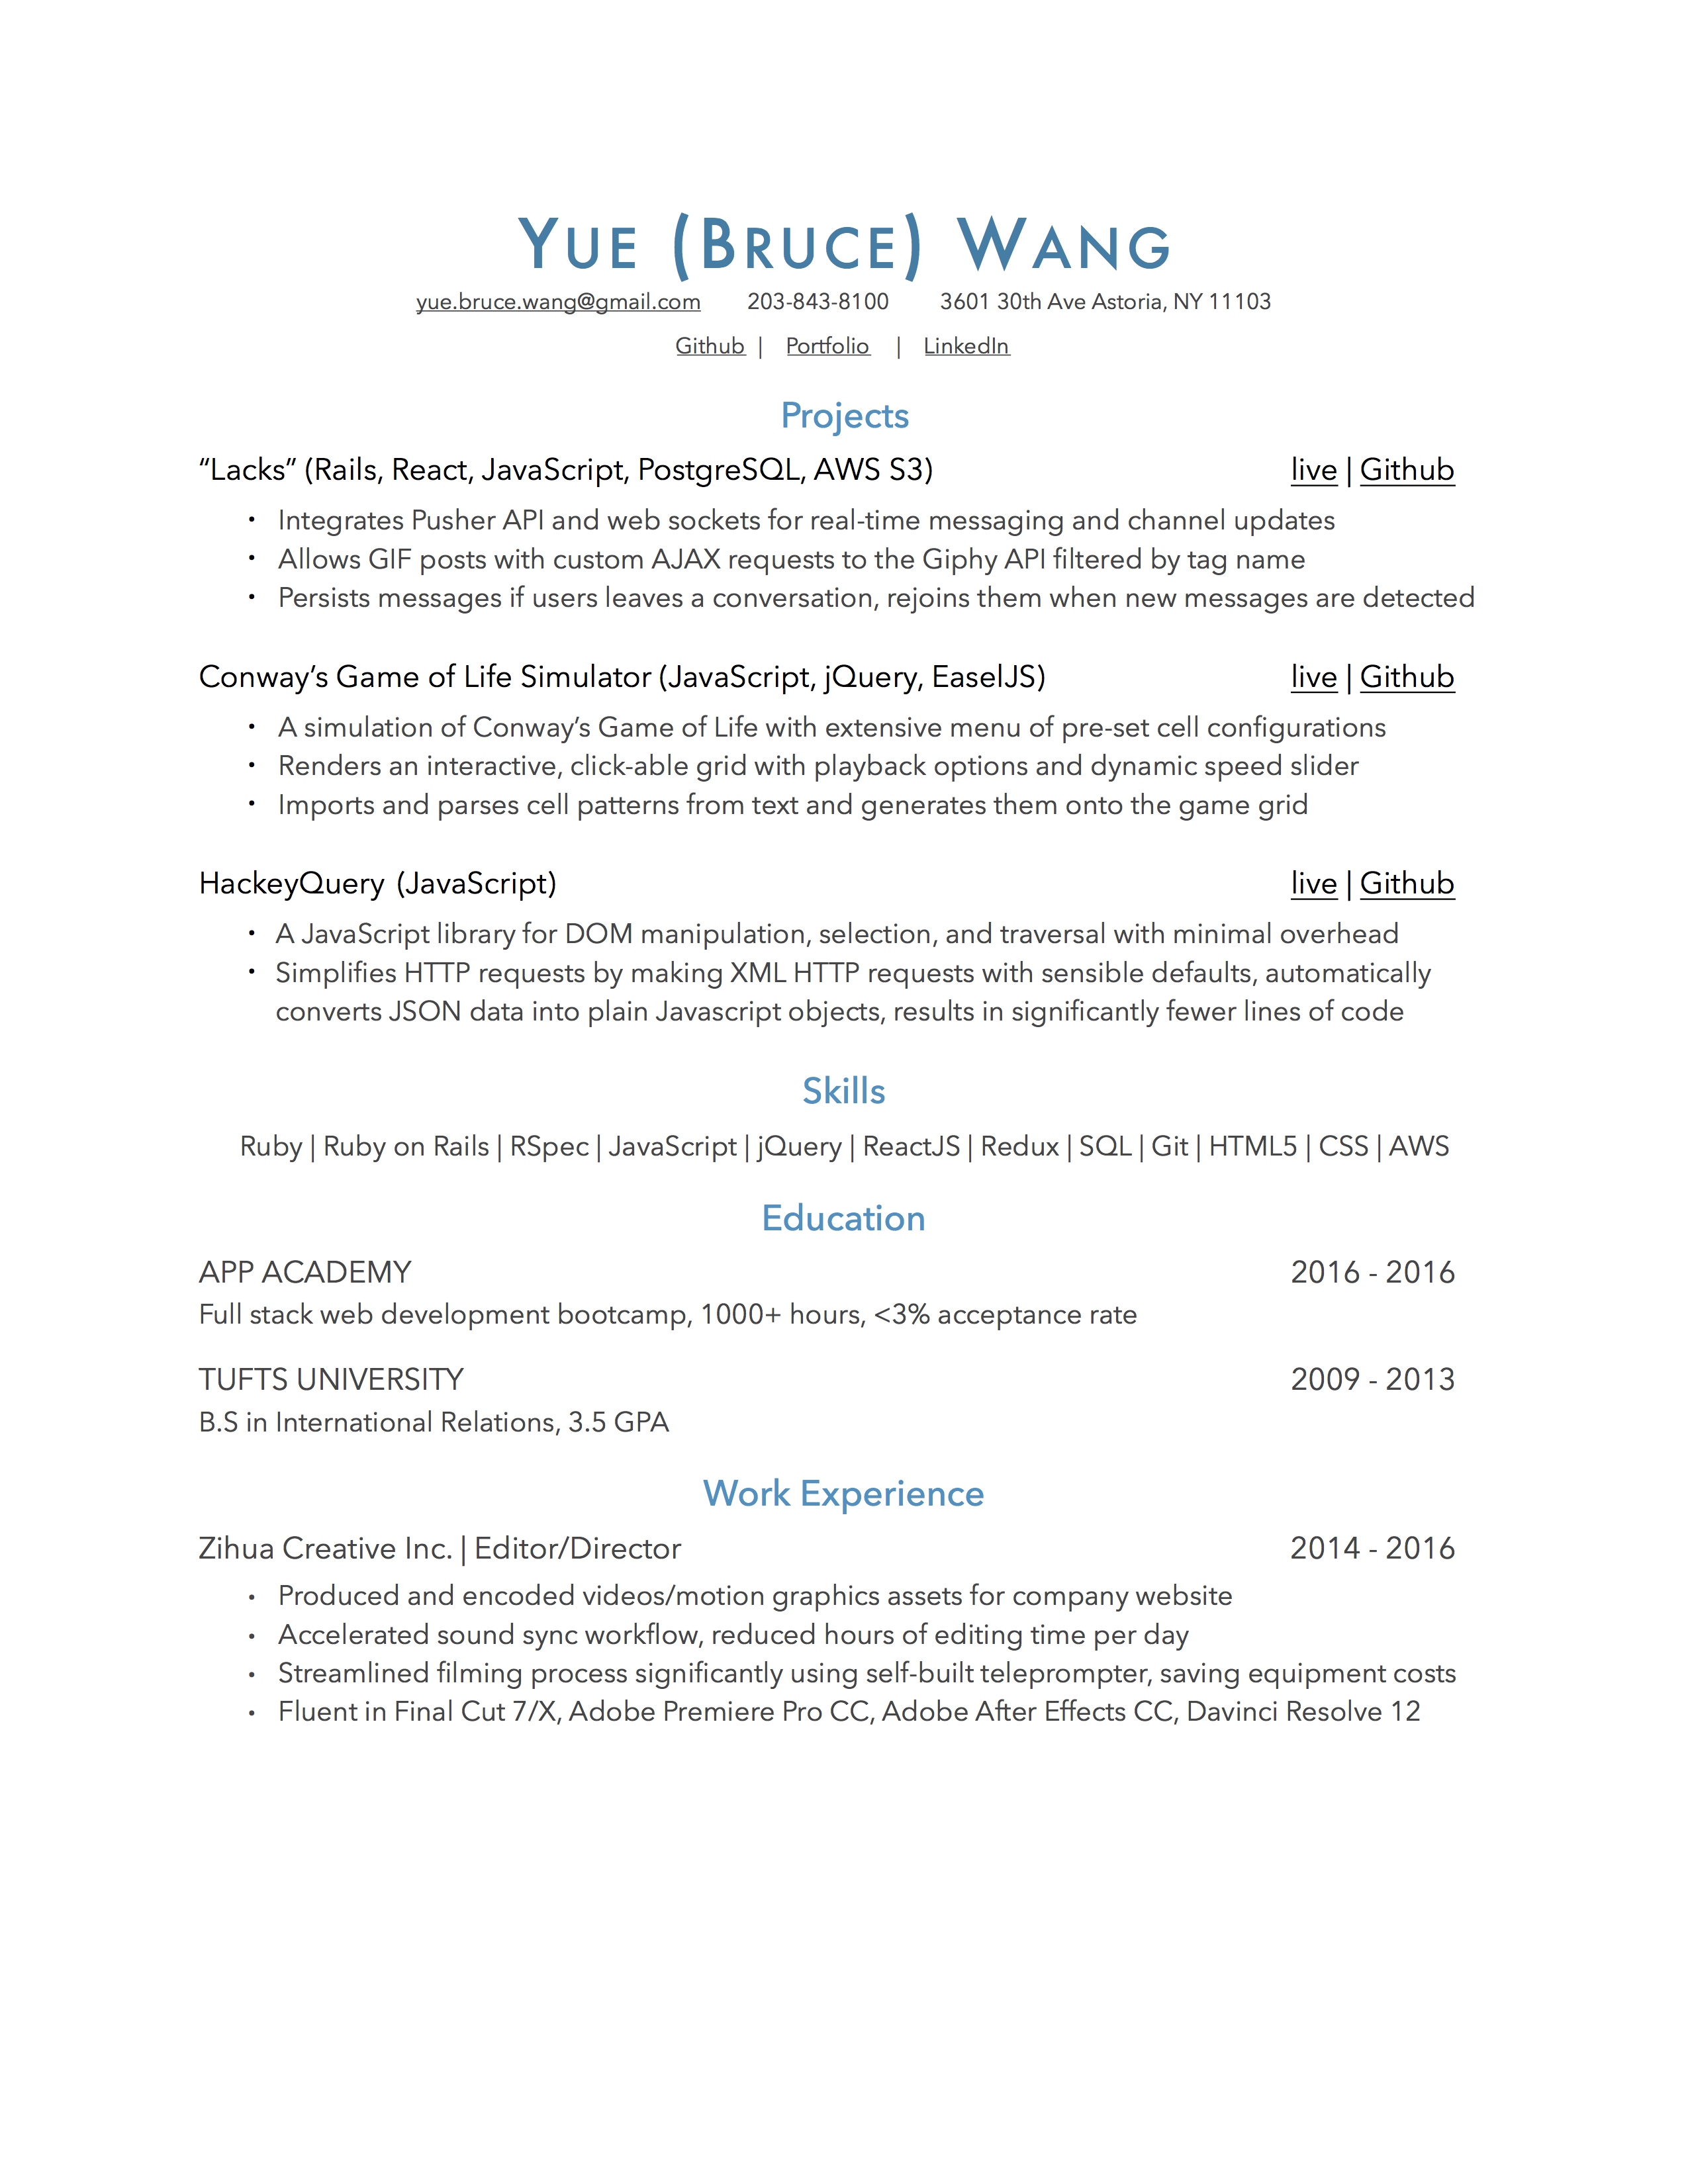 Yue (Bruce) Wang
yue.bruce.wang@gmail.com 203-843-8100 3601 30th Ave Astoria, NY 11103
Github | Portfolio | LinkedIn
Projects
“Lacks” (Rails, React, JavaScript, PostgreSQL, AWS S3) live | Github
• Integrates Pusher API and web sockets for real-time messaging and channel updates
• Allows GIF posts with custom AJAX requests to the Giphy API filtered by tag name
• Persists messages if users leaves a conversation, rejoins them when new messages are detected
Conway’s Game of Life Simulator (JavaScript, jQuery, EaselJS) live | Github
• A simulation of Conway’s Game of Life with extensive menu of pre-set cell configurations
• Renders an interactive, click-able grid with playback options and dynamic speed slider
• Imports and parses cell patterns from text and generates them onto the game grid
HackeyQuery (JavaScript) live | Github
• A JavaScript library for DOM manipulation, selection, and traversal with minimal overhead
• Simplifies HTTP requests by making XML HTTP requests with sensible defaults, automatically
converts JSON data into plain Javascript objects, results in significantly fewer lines of code
Skills
Ruby | Ruby on Rails | RSpec | JavaScript | jQuery | ReactJS | Redux | SQL | Git | HTML5 | CSS | AWS
Education
APP ACADEMY 2016 - 2016
Full stack web development bootcamp, 1000+ hours, <3% acceptance rate
TUFTS UNIVERSITY 2009 - 2013
B.S in International Relations, 3.5 GPA
Work Experience
Zihua Creative Inc. | Editor/Director 2014 - 2016
• Produced and encoded videos/motion graphics assets for company website
• Accelerated sound sync workflow, reduced hours of editing time per day
• Streamlined filming process significantly using self-built teleprompter, saving equipment costs
• Fluent in Final Cut 7/X, Adobe Premiere Pro CC, Adobe After Effects CC, Davinci Resolve 12